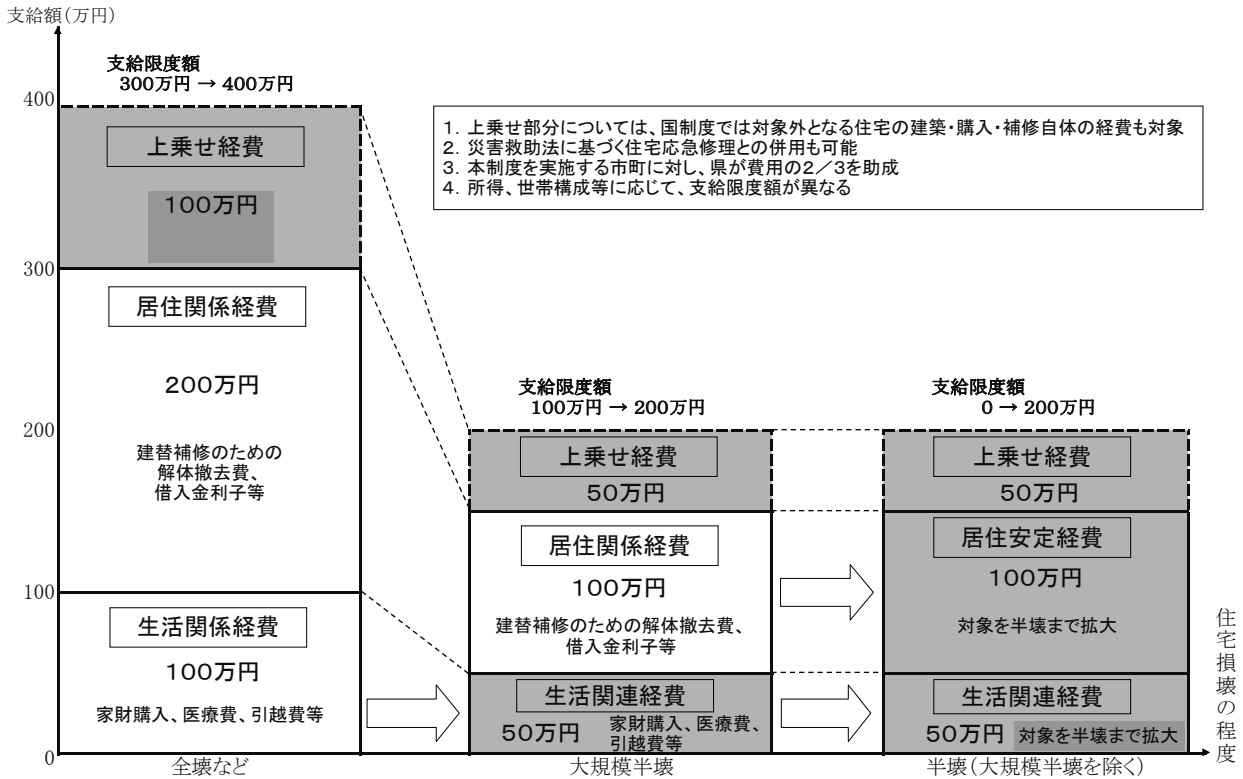 支給額(万円)
支給限度額
300万円 → 400万円
400
上乗せ経費
100万円
300
居住関係経費
200万円
建替補修のための
解体撤去費、
借入金利子等
200
100
生活関係経費
100万円
家財購入、医療費、引越費等
0
全壊など
1. 上乗せ部分については、国制度では対象外となる住宅の建築・購入・補修自体の経費も対象
2. 災害救助法に基づく住宅応急修理との併用も可能
3. 本制度を実施する市町に対し、県が費用の2/3を助成
4. 所得、世帯構成等に応じて、支給限度額が異なる
支給限度額
100万円 → 200万円
上乗せ経費
50万円
居住関係経費
100万円
建替補修のための解体撤去費、
借入金利子等
生活関連経費
50万円 家財購入、医療費、
引越費等
大規模半壊
支給限度額
0 → 200万円
上乗せ経費
50万円
居住安定経費
100万円
対象を半壊まで拡大
生活関連経費
50万円 対象を半壊まで拡大
半壊(大規模半壊を除く)
住宅損壊の程度